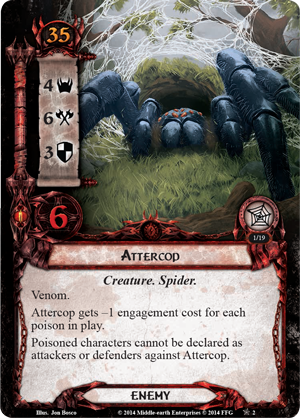 35
4
6
3
6
1/19
Attercop
Creature. Spider.
Venom.
Attercop gets –1 engagement cost for each
poison in play.
Poisoned characters cannot be declared as
attackers or defenders against Attercop.
Illus. Jon Bosco
ENEMY
© 2014 Middle-earth Enterprises © 2014 FFG
2